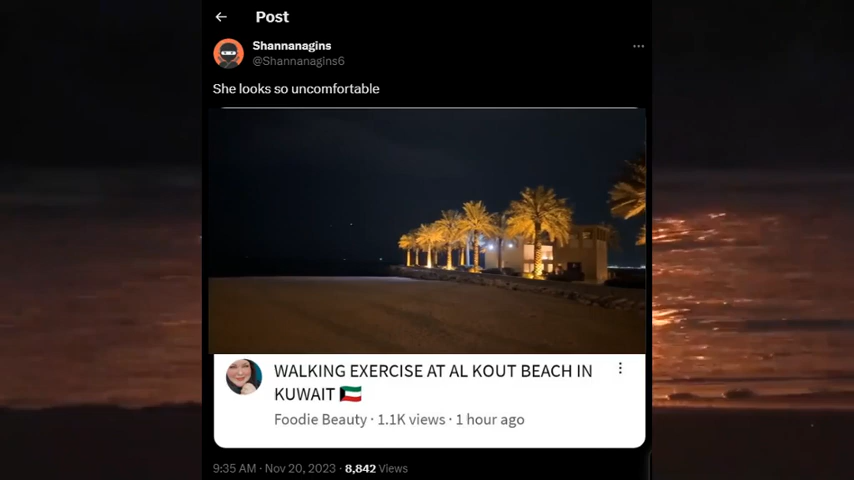 Post
Shannanagins
@Shannanagins6
She looks so uncomfortable
WALKING EXERCISE AT AL KOUT BEACH IN
KUWAIT 🇰🇼
Foodie Beauty · 1.1K views · 1 hour ago
9:35 AM · Nov 20, 2023 · 8,842 Views